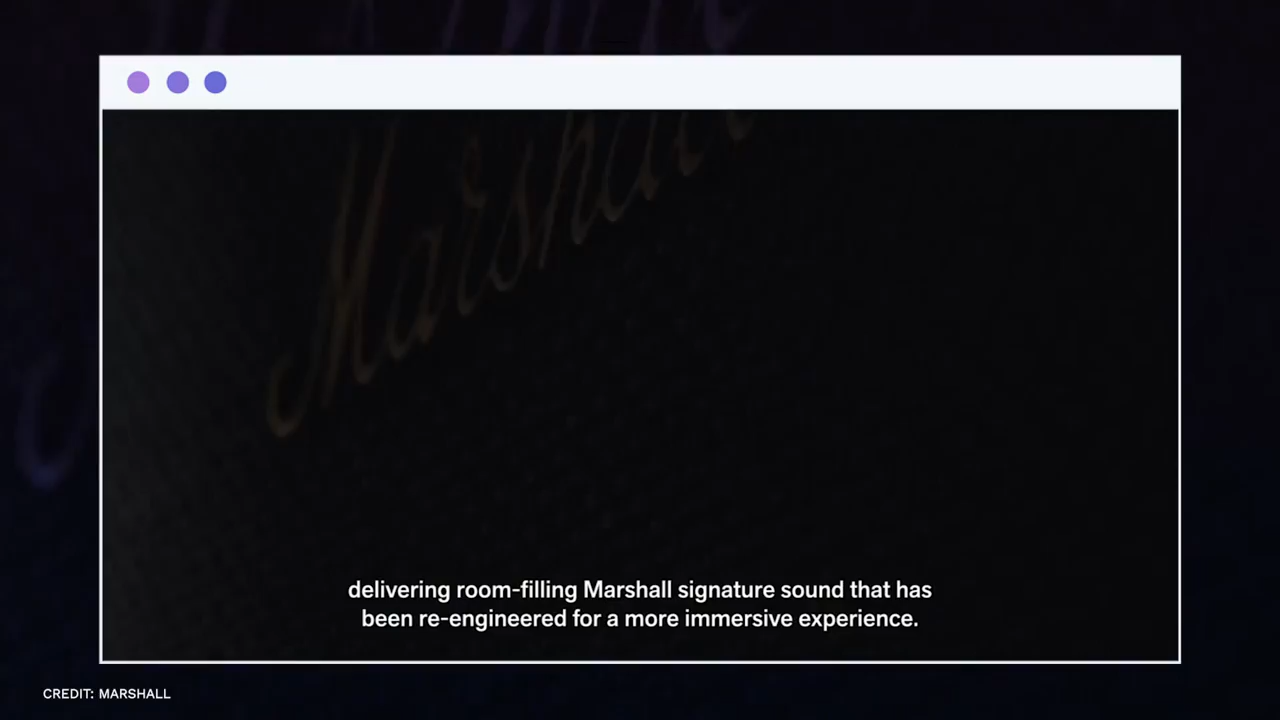 Marshall
delivering room-filling Marshall signature sound that has
been re-engineered for a more immersive experience.
CREDIT: MARSHALL